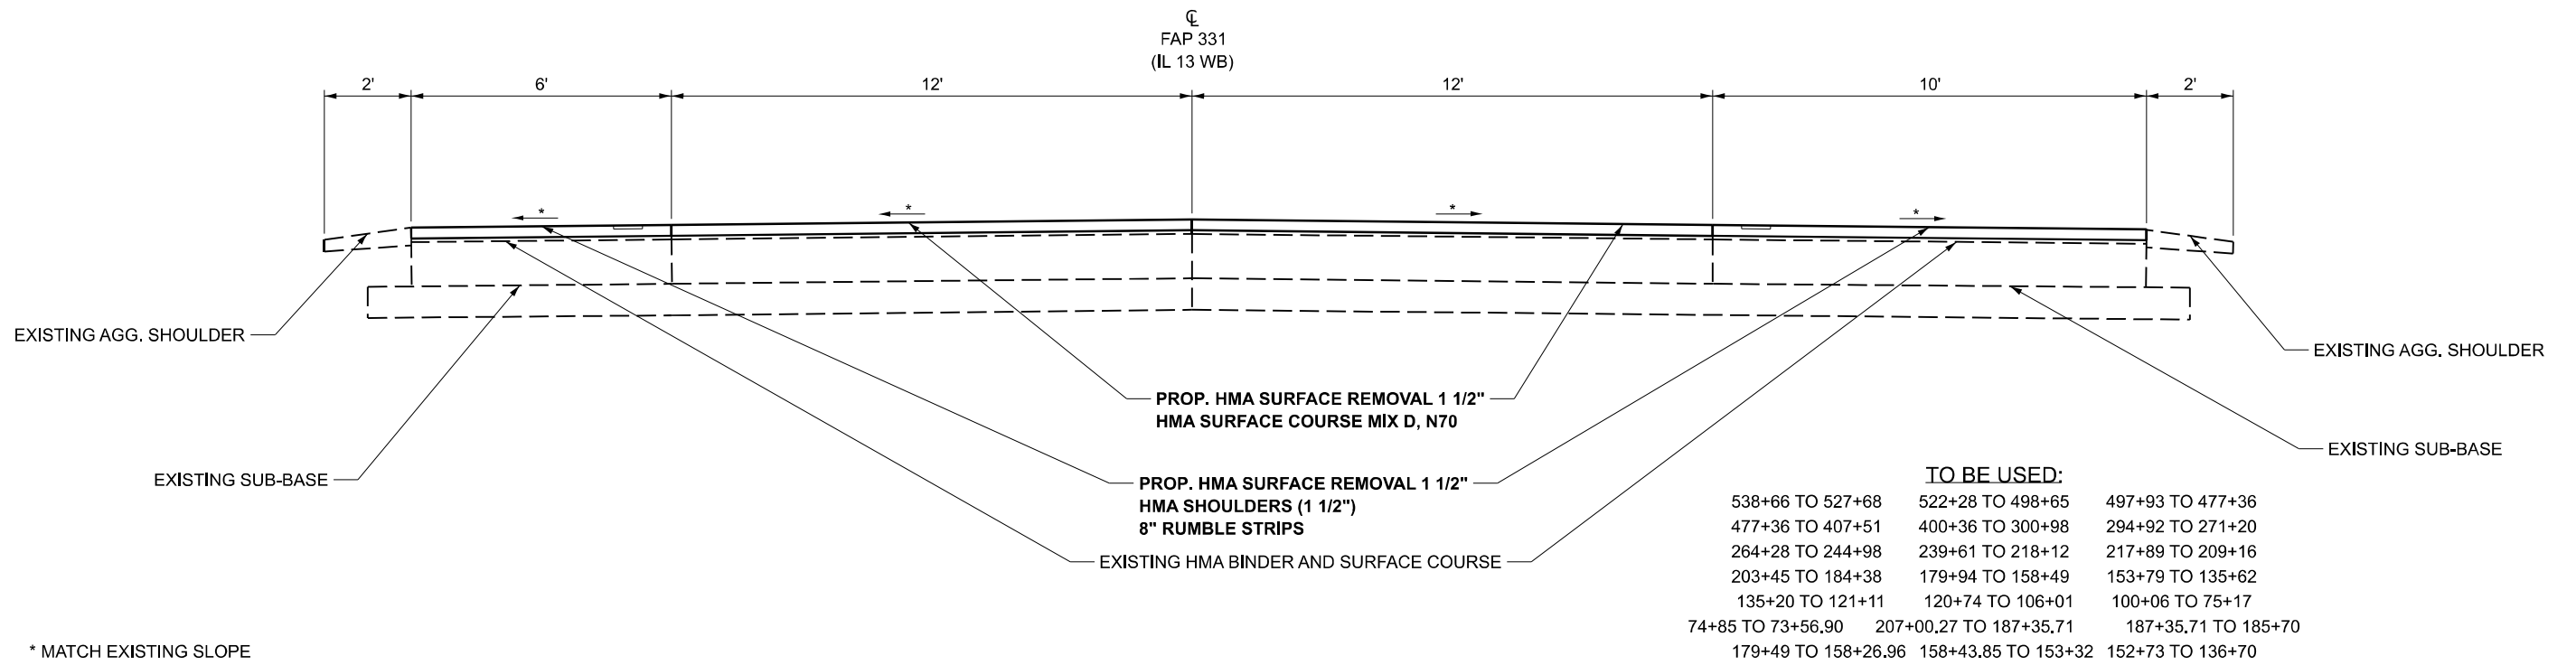 ℄
FAP 331
(IL 13 WB)
2' 6' 12' 12' 10' 2'
* * * *
EXISTING AGG. SHOULDER
EXISTING AGG. SHOULDER
PROP. HMA SURFACE REMOVAL 1 1/2"
HMA SURFACE COURSE MIX D, N70
EXISTING SUB-BASE
EXISTING SUB-BASE
PROP. HMA SURFACE REMOVAL 1 1/2"
HMA SHOULDERS (1 1/2")
8" RUMBLE STRIPS
EXISTING HMA BINDER AND SURFACE COURSE
TO BE USED:
538+66 TO 527+68 522+28 TO 498+65 497+93 TO 477+36
477+36 TO 407+51 400+36 TO 300+98 294+92 TO 271+20
264+28 TO 244+98 239+61 TO 218+12 217+89 TO 209+16
203+45 TO 184+38 179+94 TO 158+49 153+79 TO 135+62
135+20 TO 121+11 120+74 TO 106+01 100+06 TO 75+17
74+85 TO 73+56.90 207+00.27 TO 187+35.71 187+35.71 TO 185+70
179+49 TO 158+26.96 158+43.85 TO 153+32 152+73 TO 136+70
* MATCH EXISTING SLOPE